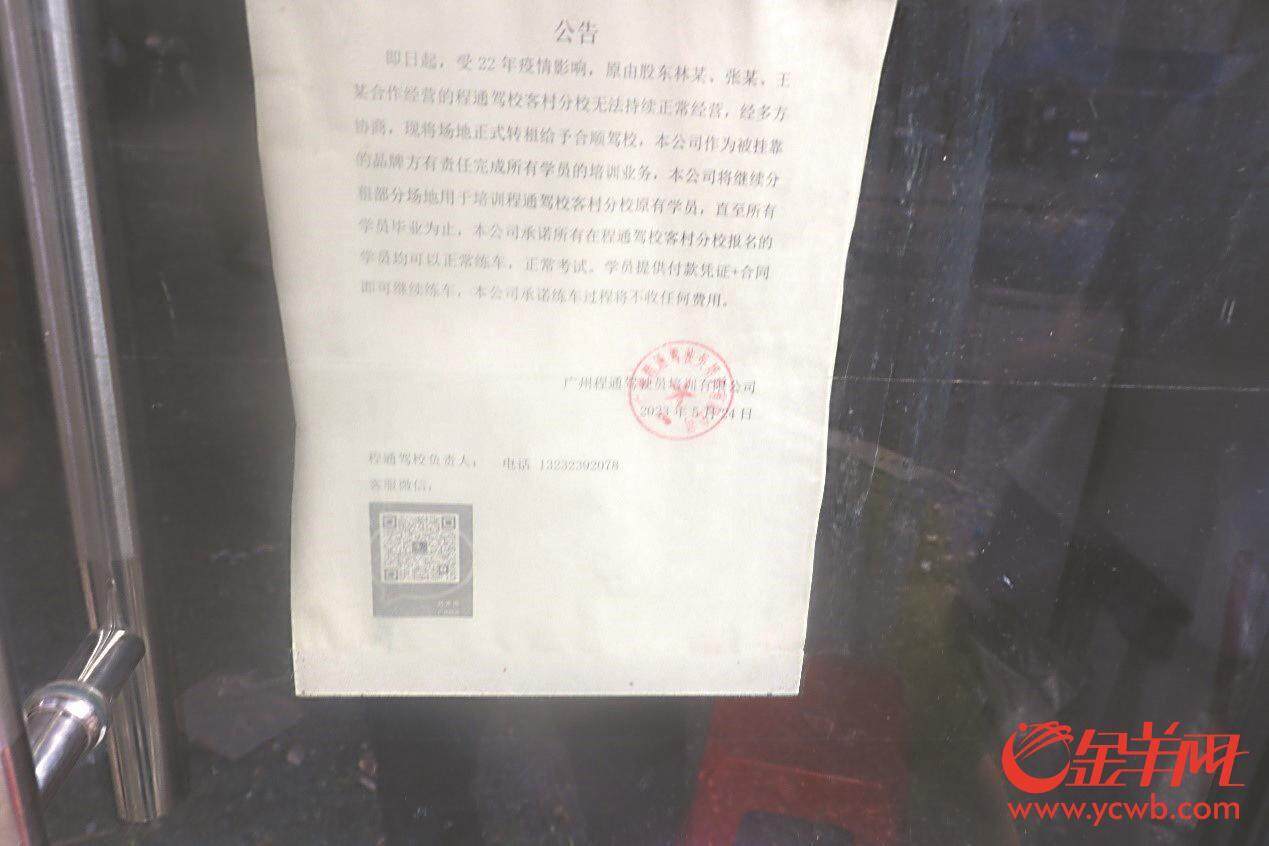 公告
即日起，受22年疫情影响，原由股东林某、张某、王
某合作经营的程通驾校客村分校无法持续正常经营，经多方
协商，现将场地正式转租给予合顺驾校，本公司作为被挂靠
的品牌方有责任完成所有学员的培训业务，本公司将继续分
租部分场地用于培训程通驾校客村分校原有学员，直至所有
学员毕业为止，本公司承诺所有在程通驾校客村分校报名的
学员均可以正常练车，正常考试。学员提供付款凭证+合同
即可继续练车，本公司承诺练车过程将不收任何费用。
广州程通驾驶员培训有限公司
2023年5月24日
程通驾校负责人： 电话 13232392078
客服微信：
金羊网
www.ycwb.com